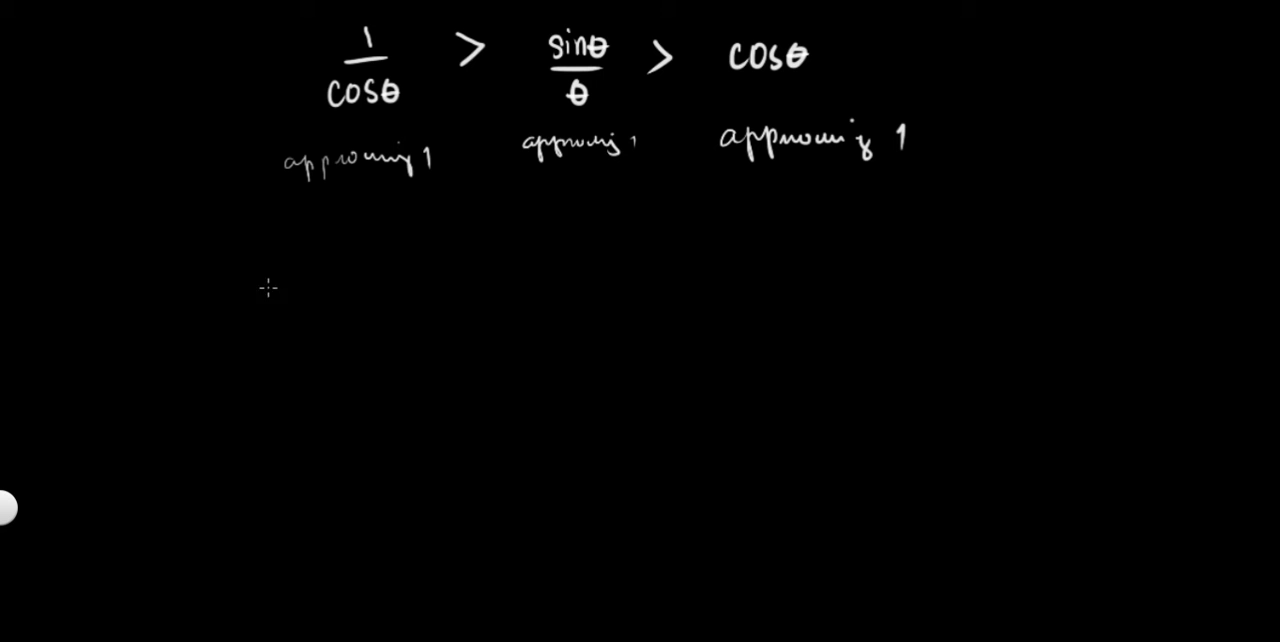 1/cosθ > sinθ/θ > cosθ
approaching 1 approaching 1 approaching 1